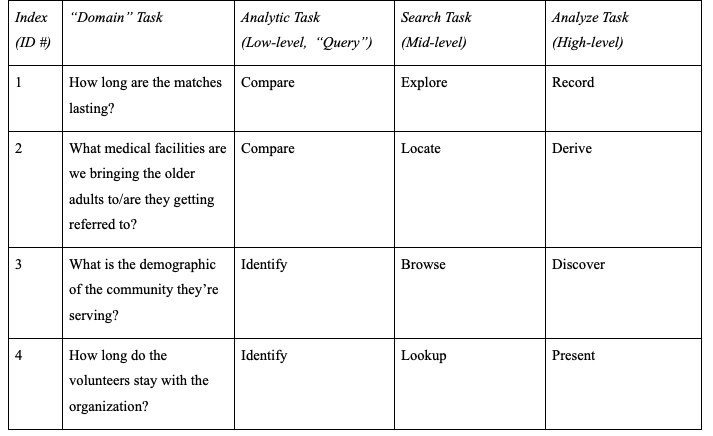 Index “Domain” Task Analytic Task Search Task Analyze Task
(ID #) (Low-level, “Query”) (Mid-level) (High-level)
1 How long are the matches Compare Explore Record
lasting?
2 What medical facilities are Compare Locate Derive
we bringing the older
adults to/are they getting
referred to?
3 What is the demographic Identify Browse Discover
of the community they’re
serving?
4 How long do the Identify Lookup Present
volunteers stay with the
organization?